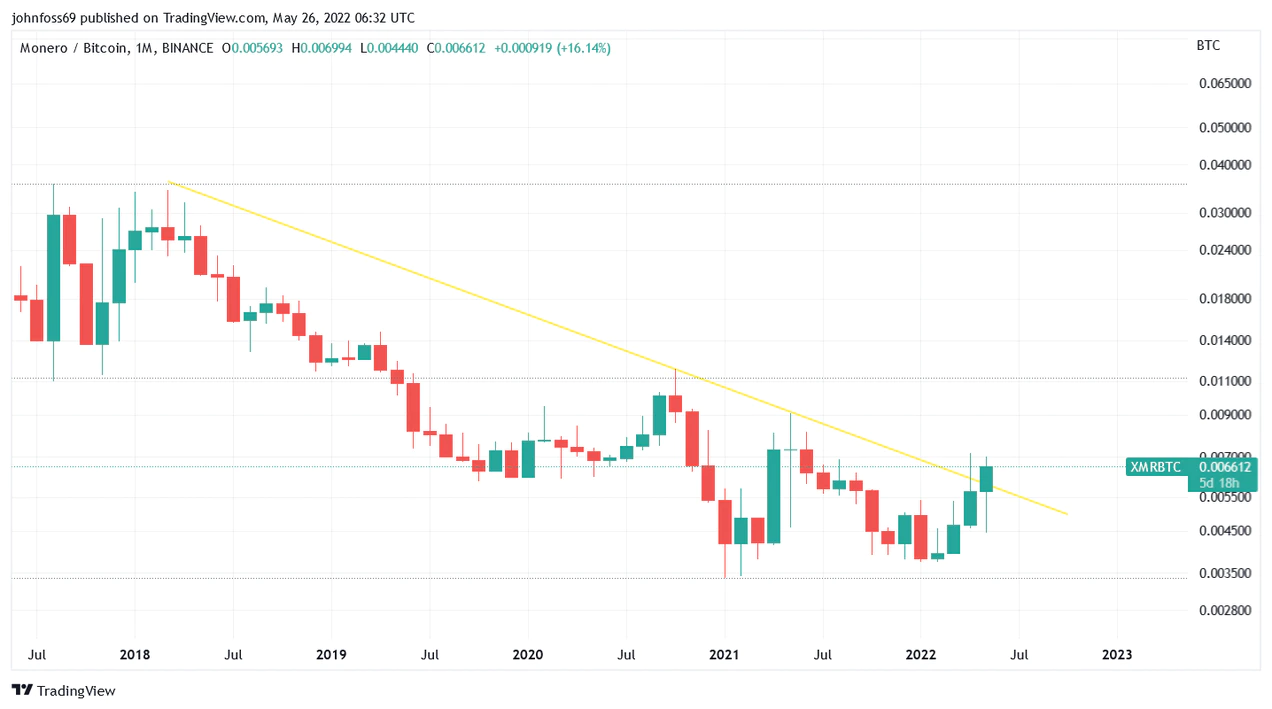 johnfoss69 published on TradingView.com, May 26, 2022 06:32 UTC
Monero / Bitcoin, 1M, BINANCE O0.005693 H0.006994 L0.004440 C0.006612 +0.000919 (+16.14%)
BTC
0.065000
0.050000
0.040000
0.030000
0.024000
0.018000
0.014000
0.011000
0.009000
0.007000
XMRBTC 0.006612
5d 18h
0.005500
0.004500
0.003500
0.002800
Jul 2018 Jul 2019 Jul 2020 Jul 2021 Jul 2022 Jul 2023
TradingView